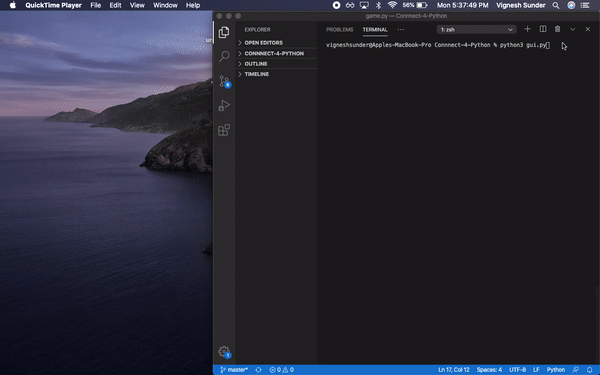 QuickTime Player File Edit View Window Help 56% Mon 5:37:49 PM Vignesh Sunder
game.py — Connnect-4-Python
EXPLORER
OPEN EDITORS
CONNNECT-4-PYTHON
OUTLINE
TIMELINE
PROBLEMS TERMINAL ··· 1: zsh
vigneshsunder@Apples-MacBook-Pro Connnect-4-Python % python3 gui.py
6
1
master* 0 0 Ln 17, Col 12 Spaces: 4 UTF-8 LF Python